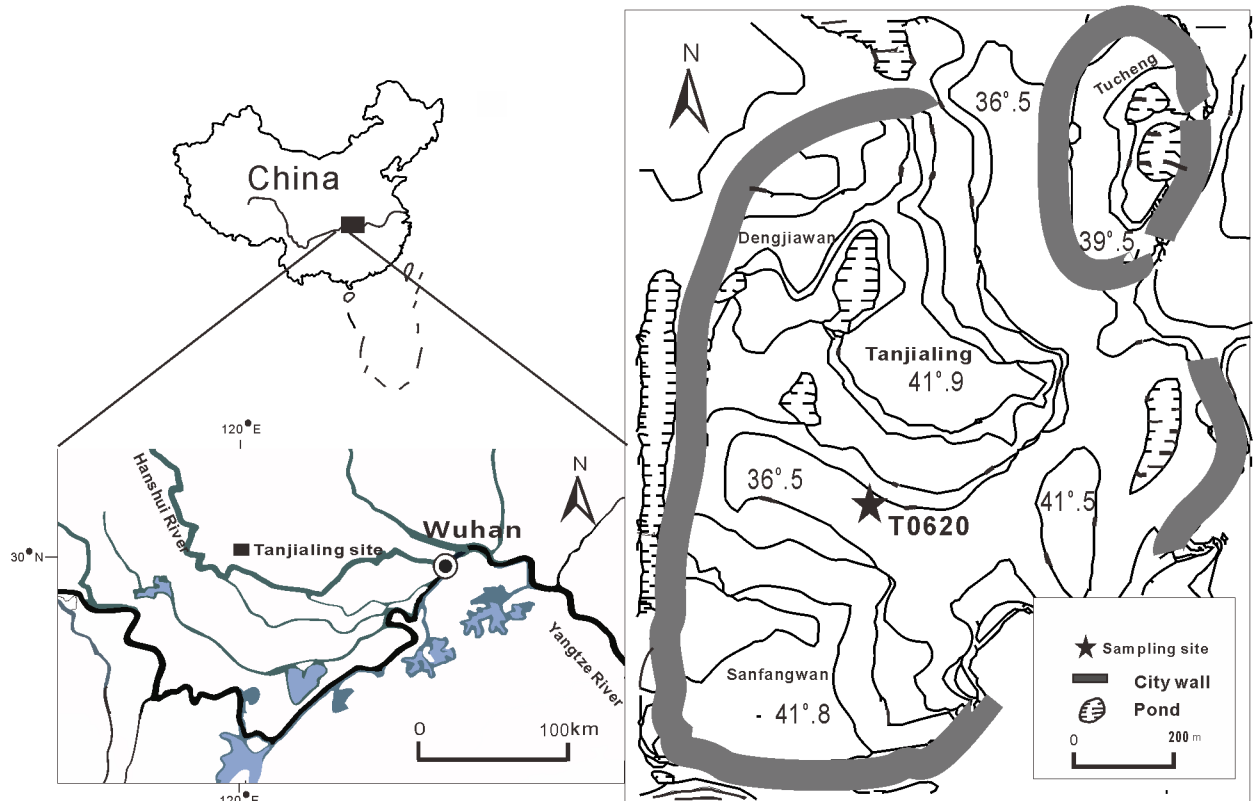 China
120°E
Hanshui River
N
Wuhan
30°N
Tanjialing site
Yangtze River
0 100km
120°E
N
36°.5
Tucheng
39°.5
Dengjiawan
Tanjialing
41°.9
36°.5
41°.5
T0620
Sanfangwan
- 41°.8
Sampling site
City wall
Pond
0 200 m